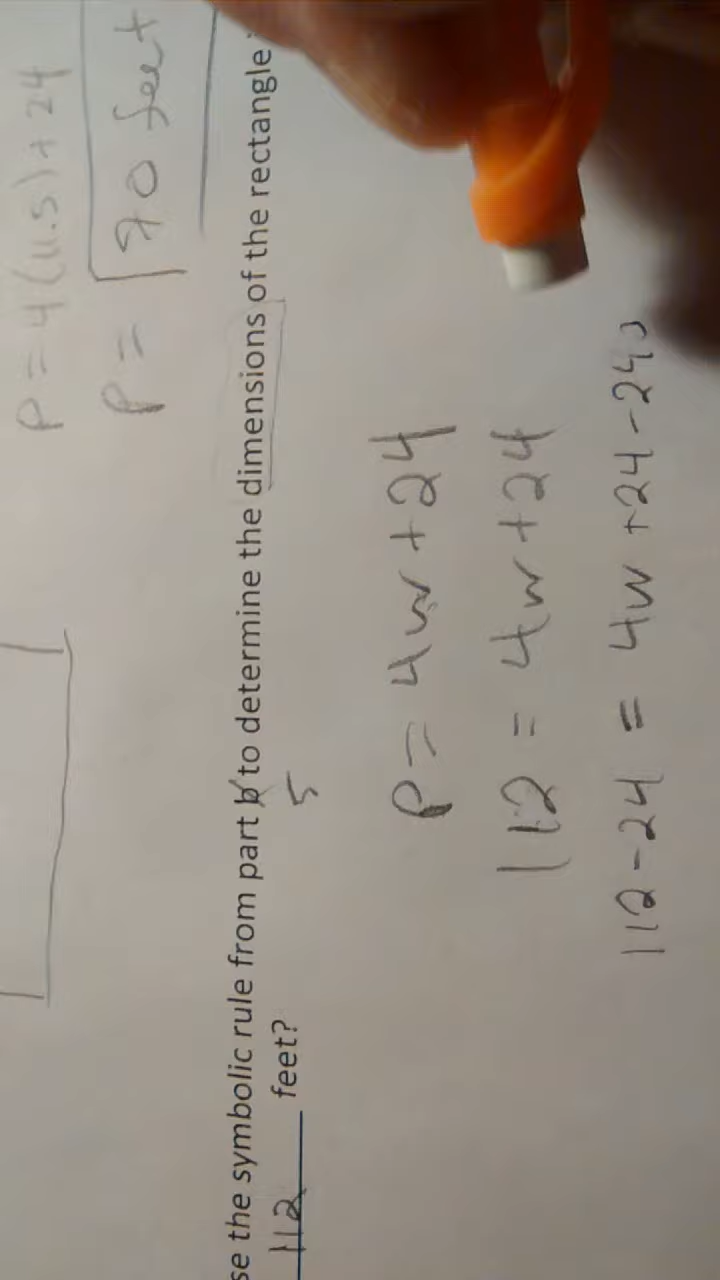 P = 4(11.5) + 24
P = 70 feet
se the symbolic rule from part b to determine the dimensions of the rectangle
5
112 feet?
P = 4w + 24
112 = 4w + 24
112 - 24 = 4w + 24 - 24